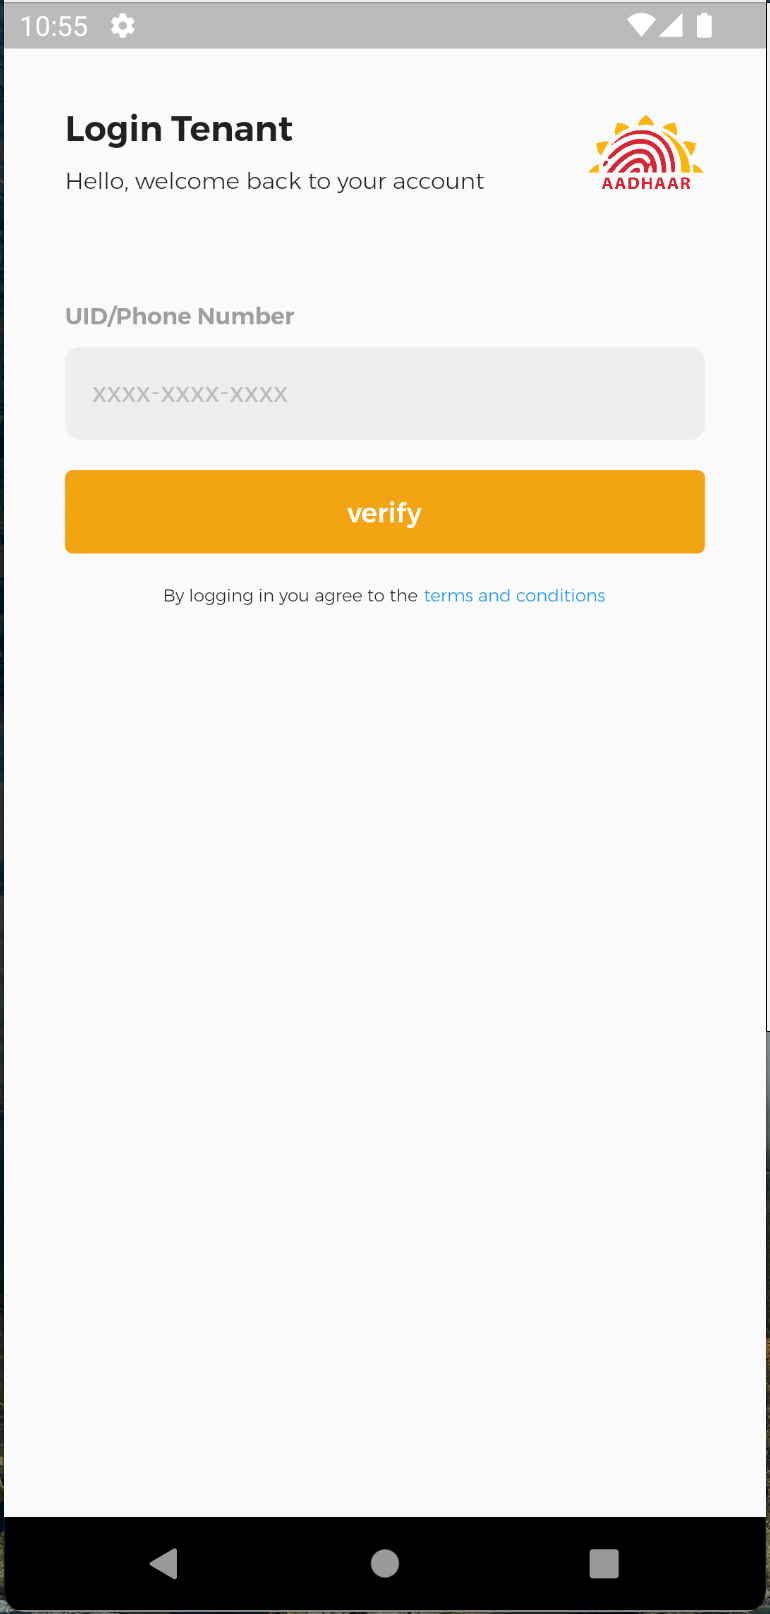 10:55
Login Tenant
Hello, welcome back to your account
AADHAAR
UID/Phone Number
xxxx-xxxx-xxxx
verify
By logging in you agree to the terms and conditions